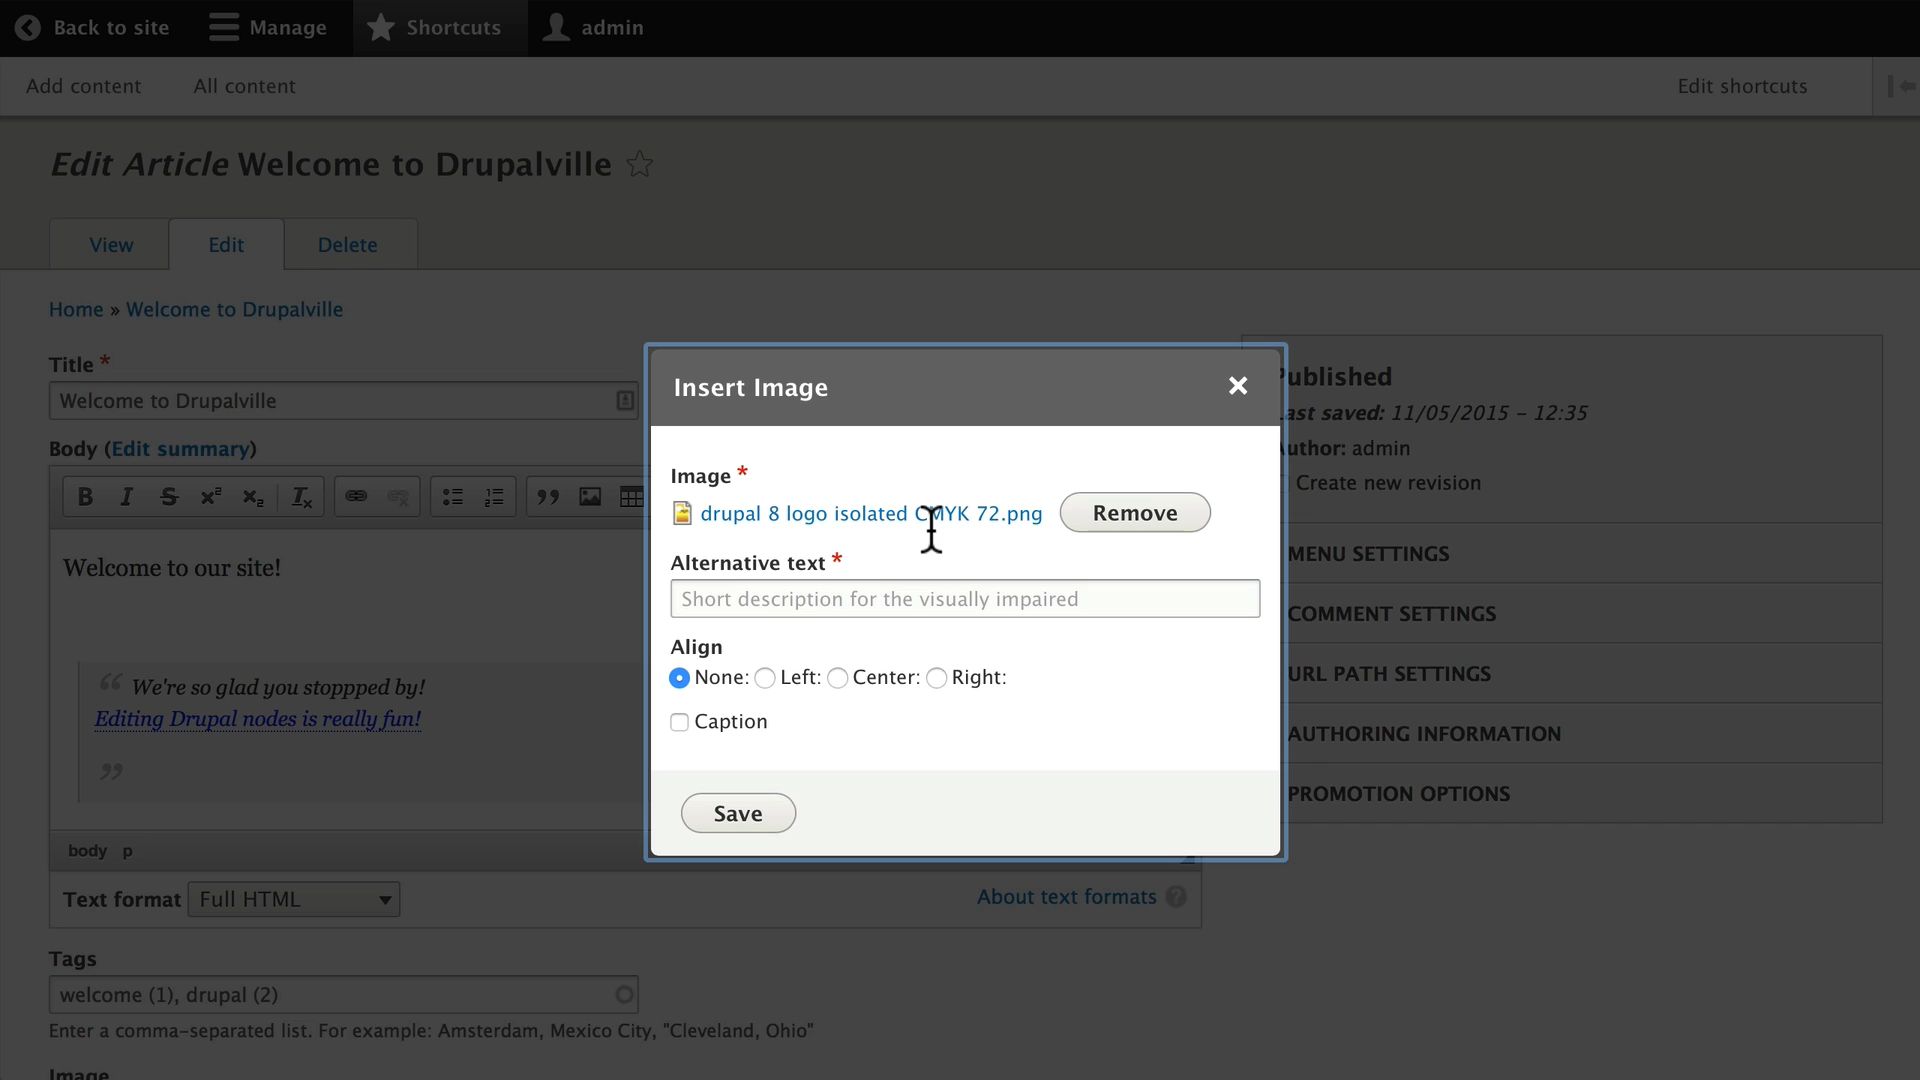 Back to site Manage Shortcuts admin
Add content All content Edit shortcuts
Edit Article Welcome to Drupalville
View Edit Delete
Home » Welcome to Drupalville
Title *
Welcome to Drupalville
Body (Edit summary)
B I S x² x₂ Ix
Welcome to our site!
“ We're so glad you stoppped by!
Editing Drupal nodes is really fun!
”
body p
Text format Full HTML About text formats ?
Tags
welcome (1), drupal (2)
Enter a comma-separated list. For example: Amsterdam, Mexico City, "Cleveland, Ohio"
Image
Insert Image
Image *
drupal 8 logo isolated CMYK 72.png Remove
Alternative text *
Short description for the visually impaired
Align
None: Left: Center: Right:
Caption
Save
ublished
ast saved: 11/05/2015 - 12:35
uthor: admin
Create new revision
MENU SETTINGS
COMMENT SETTINGS
URL PATH SETTINGS
AUTHORING INFORMATION
PROMOTION OPTIONS